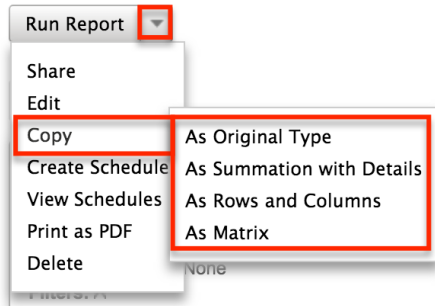 Run Report
Share
Edit
Copy
As Original Type
Create Schedule
As Summation with Details
View Schedules
As Rows and Columns
Print as PDF
As Matrix
Delete
None